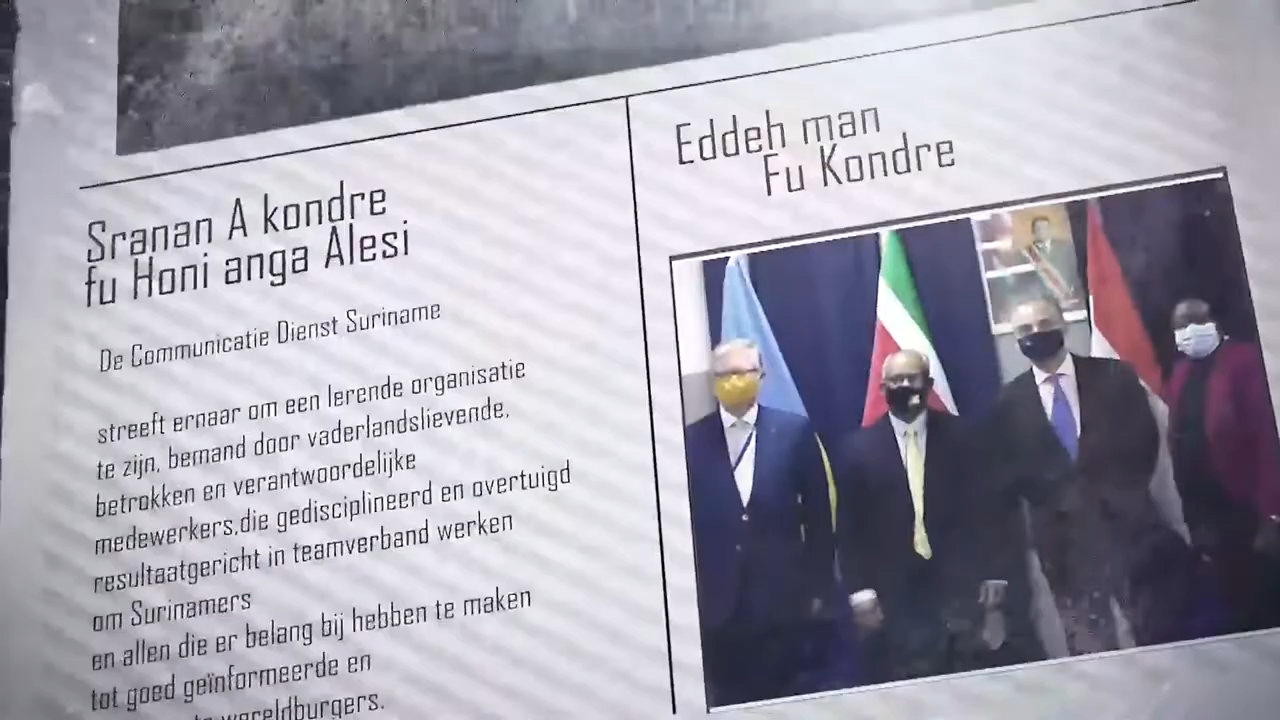 Sranan A kondre
fu Honi anga Alesi
De Communicatie Dienst Suriname
streeft ernaar om een lerende organisatie
te zijn, bemand door vaderlandslievende,
betrokken en verantwoordelijke
medewerkers,die gedisciplineerd en overtuigd
resultaatgericht in teamverband werken
om Surinamers
en allen die er belang bij hebben te maken
tot goed geïnformeerde en
wereldburgers.
Eddeh man
Fu Kondre